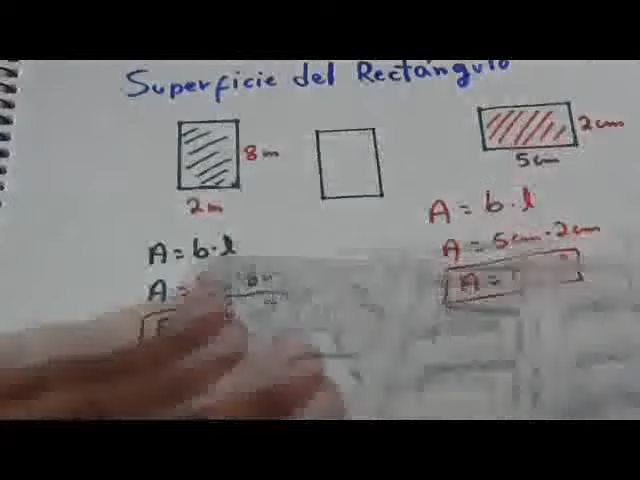 Superficie del Rectángulo
8m
2m
A = b.l
A =
2cm
5cm
A = b.l
A = 5cm.2cm
A =